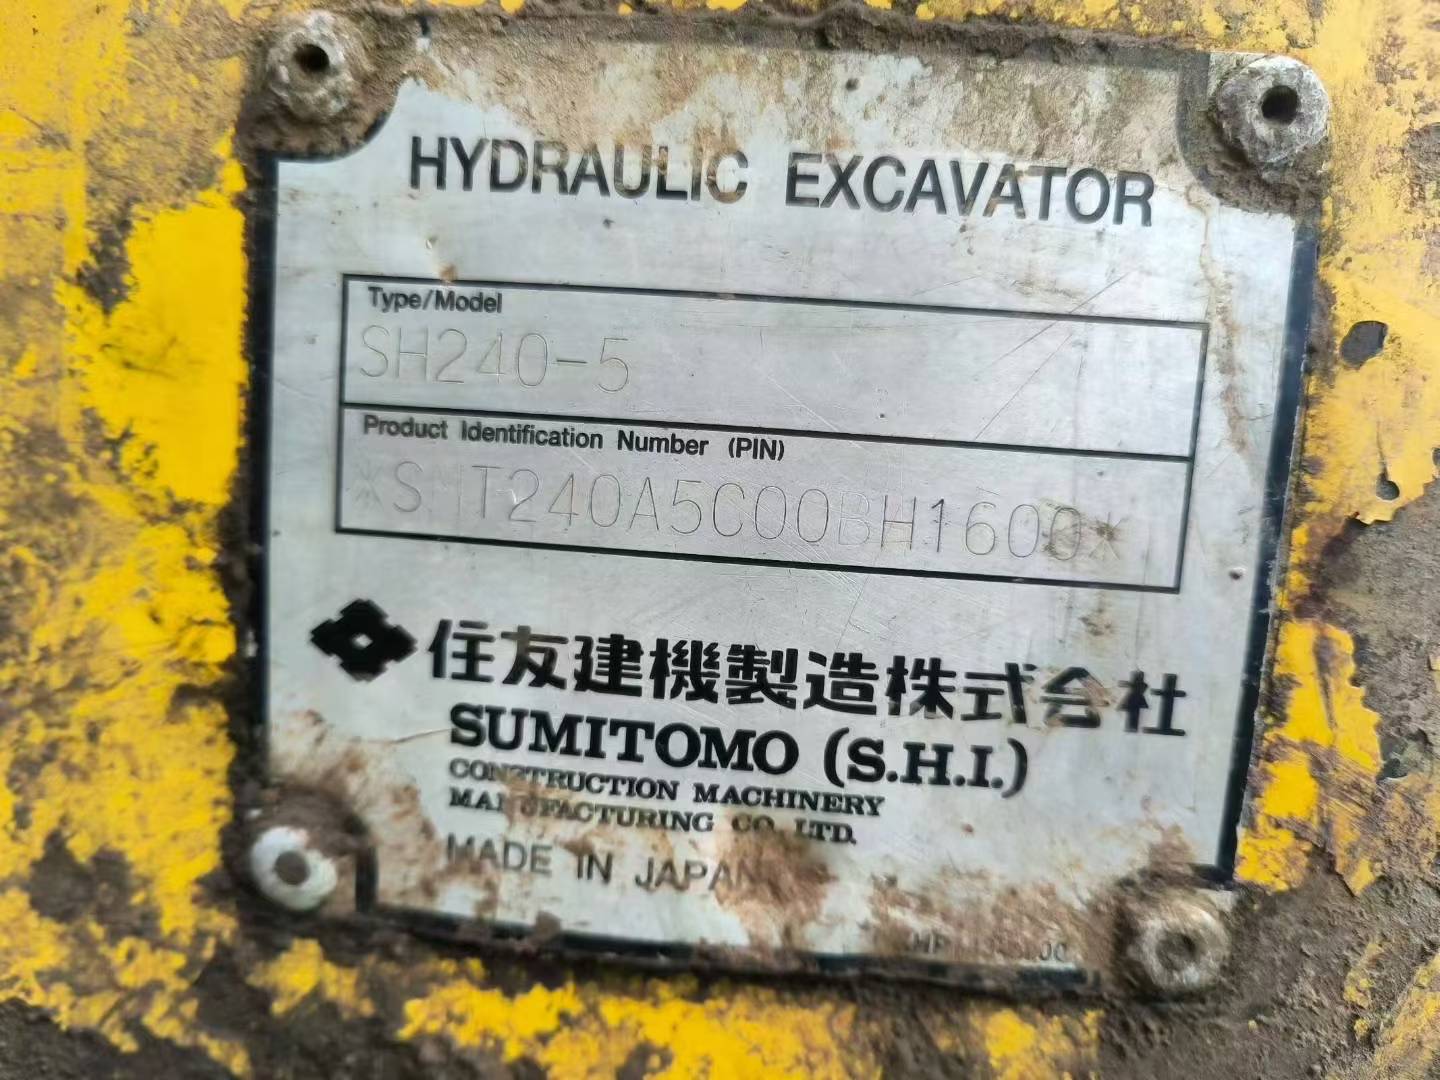 HYDRAULIC EXCAVATOR
Type/Model
SH240-5
Product Identification Number (PIN)
*SMT240A5C00BH1600*
住友建機製造株式会社
SUMITOMO (S.H.I.)
CONSTRUCTION MACHINERY
MANUFACTURING CO. LTD.
MADE IN JAPAN